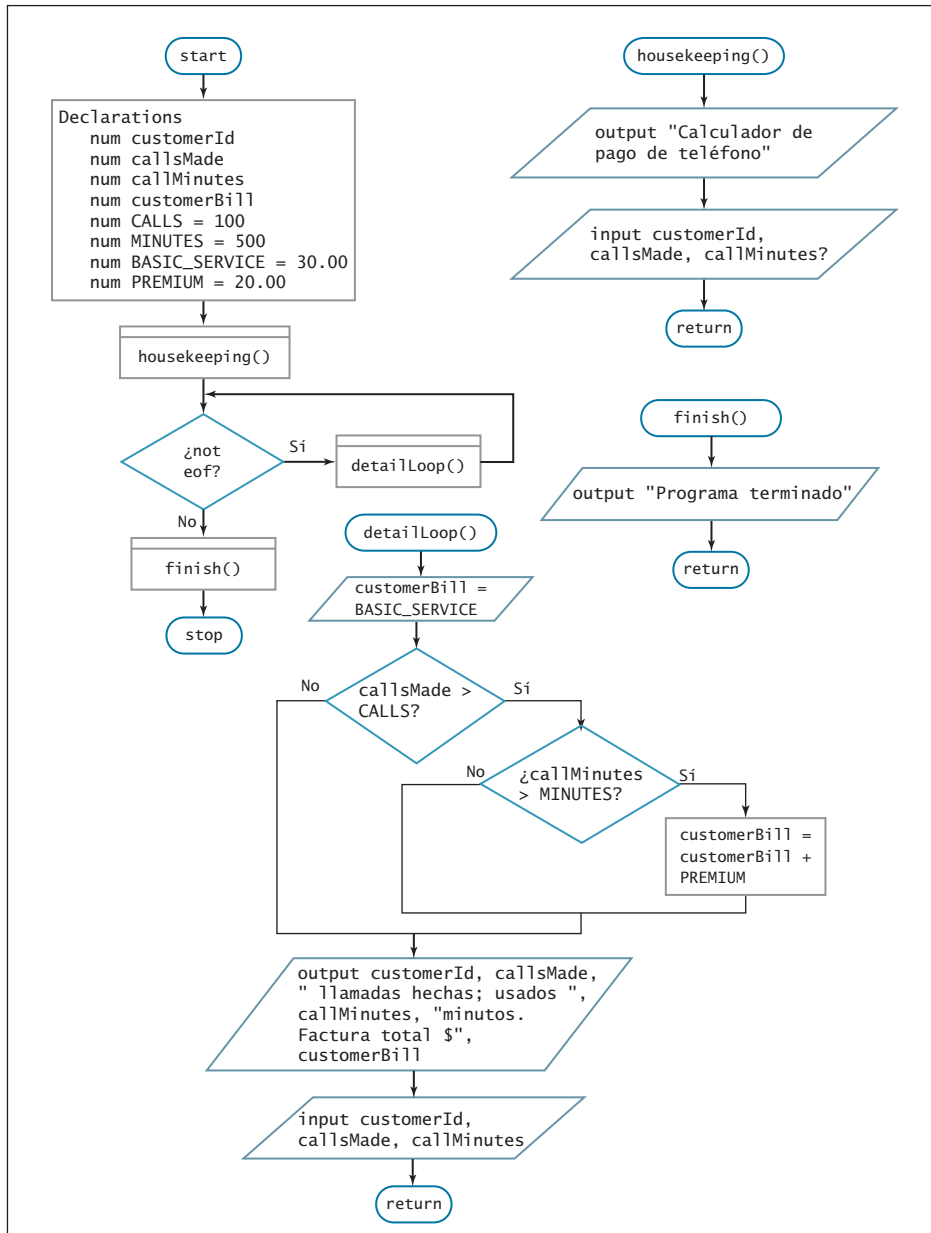 start
Declarations
num customerId
num callsMade
num callMinutes
num customerBill
num CALLS = 100
num MINUTES = 500
num BASIC_SERVICE = 30.00
num PREMIUM = 20.00
housekeeping()
¿not
eof?
Sí
detailLoop()
No
finish()
stop
housekeeping()
output "Calculador de
pago de teléfono"
input customerId,
callsMade, callMinutes?
return
finish()
output "Programa terminado"
return
detailLoop()
customerBill =
BASIC_SERVICE
callsMade >
CALLS?
No
Sí
¿callMinutes
> MINUTES?
No
Sí
customerBill =
customerBill +
PREMIUM
output customerId, callsMade,
" llamadas hechas; usados ",
callMinutes, "minutos.
Factura total $",
customerBill
input customerId,
callsMade, callMinutes
return